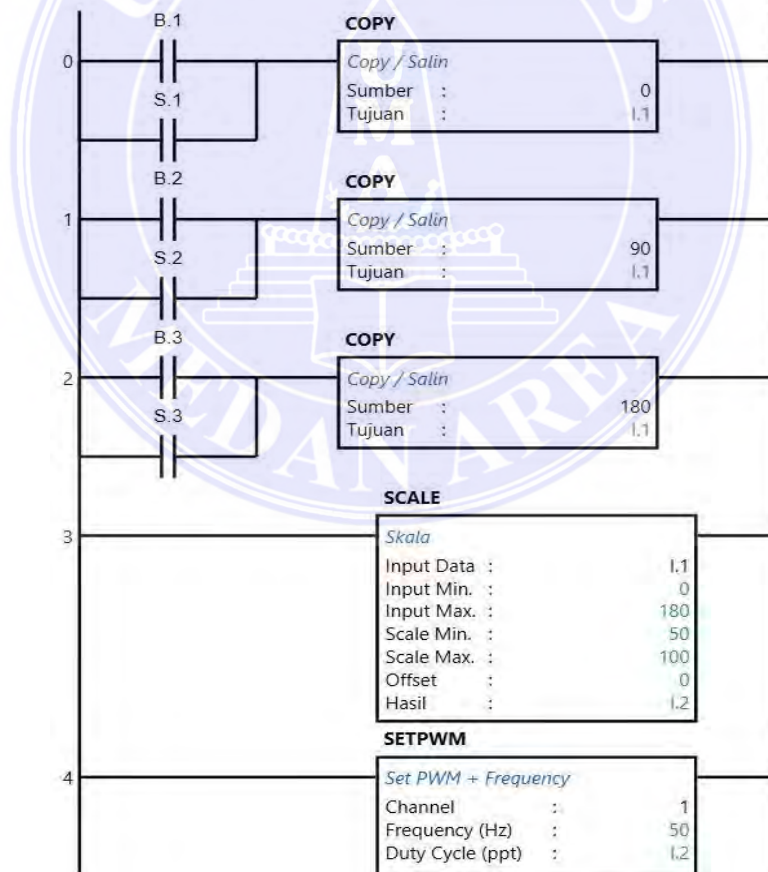 B.1
COPY
0
Copy / Salin
Sumber : 0
Tujuan : I.1
S.1
B.2
COPY
1
Copy / Salin
Sumber : 90
Tujuan : I.1
S.2
B.3
COPY
2
Copy / Salin
Sumber : 180
Tujuan : I.1
S.3
MEDAN AREA
SCALE
3
Skala
Input Data : I.1
Input Min. : 0
Input Max. : 180
Scale Min. : 50
Scale Max. : 100
Offset : 0
Hasil : I.2
SETPWM
4
Set PWM + Frequency
Channel : 1
Frequency (Hz) : 50
Duty Cycle (ppt) : I.2